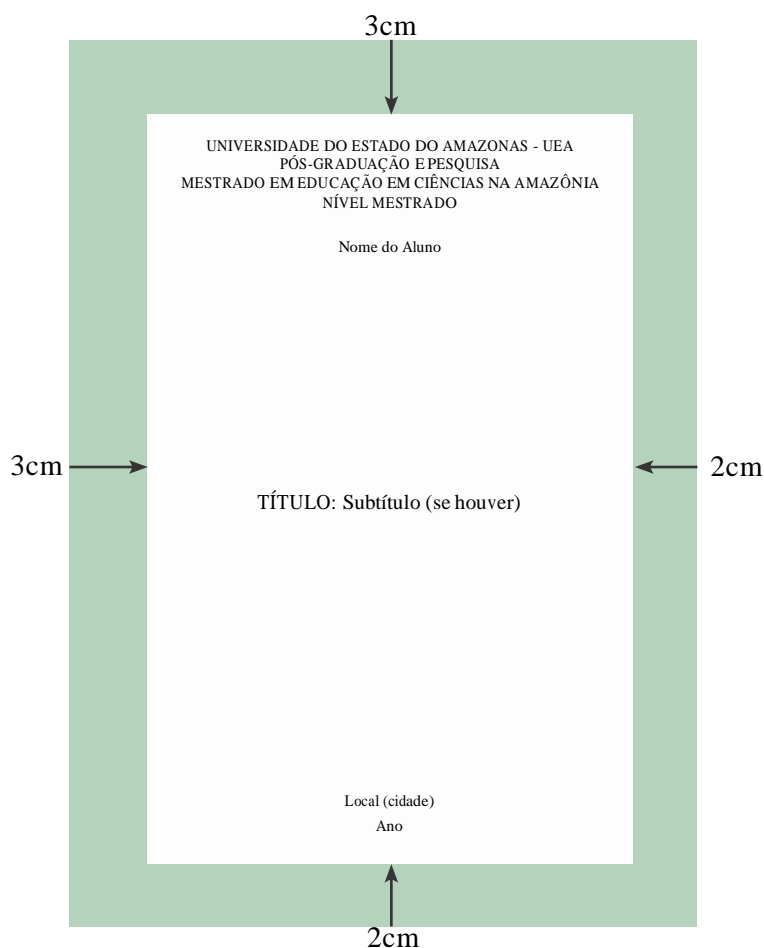 3cm
UNIVERSIDADE DO ESTADO DO AMAZONAS - UEA
PÓS-GRADUAÇÃO E PESQUISA
MESTRADO EM EDUCAÇÃO EM CIÊNCIAS NA AMAZÔNIA
NÍVEL MESTRADO
Nome do Aluno
3cm
2cm
TÍTULO: Subtítulo (se houver)
Local (cidade)
Ano
2cm